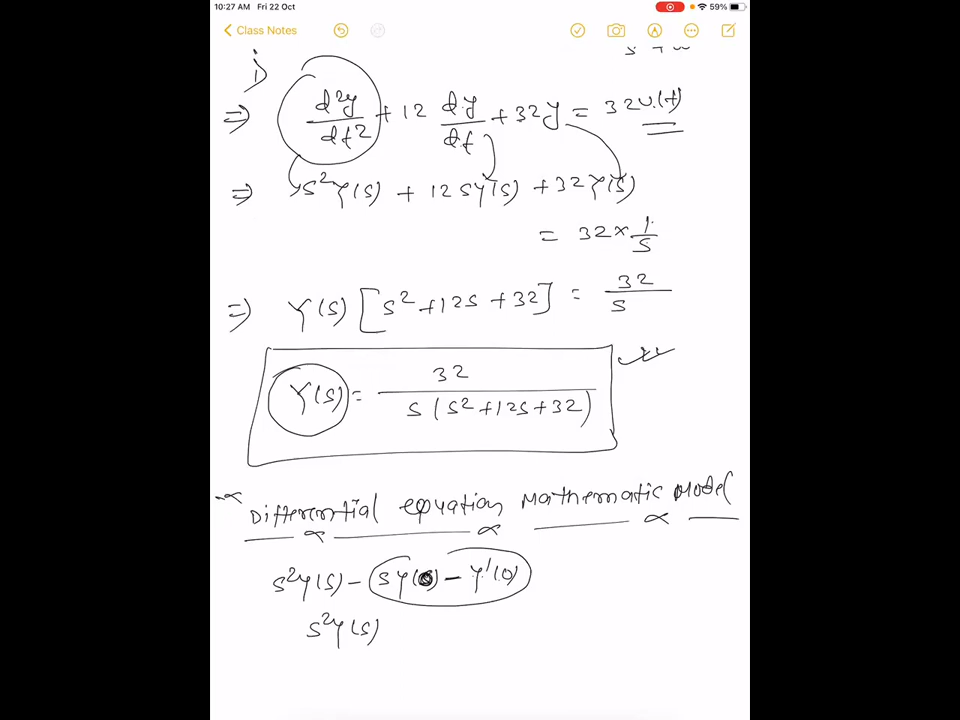 10:27 AM Fri 22 Oct
59%
Class Notes
i)
⇒ d²y/dt² + 12 dy/dt + 32y = 32u(t)
⇒ s²Y(s) + 12sY(s) + 32Y(s)
= 32 × 1/s
⇒ Y(s) [s² + 12s + 32] = 32/s
Y(s) = 32/s(s² + 12s + 32)
Differential equation Mathematic Model
s²Y(s) - sY(0) - Y'(0)
s²Y(s)